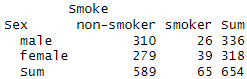 Smoke
Sex non-smoker smoker Sum
male 310 26 336
female 279 39 318
Sum 589 65 654